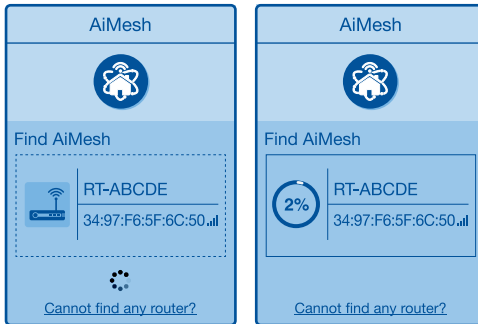 AiMesh
Find AiMesh
RT-ABCDE
34:97:F6:5F:6C:50
Cannot find any router?
AiMesh
Find AiMesh
2%
RT-ABCDE
34:97:F6:5F:6C:50
Cannot find any router?